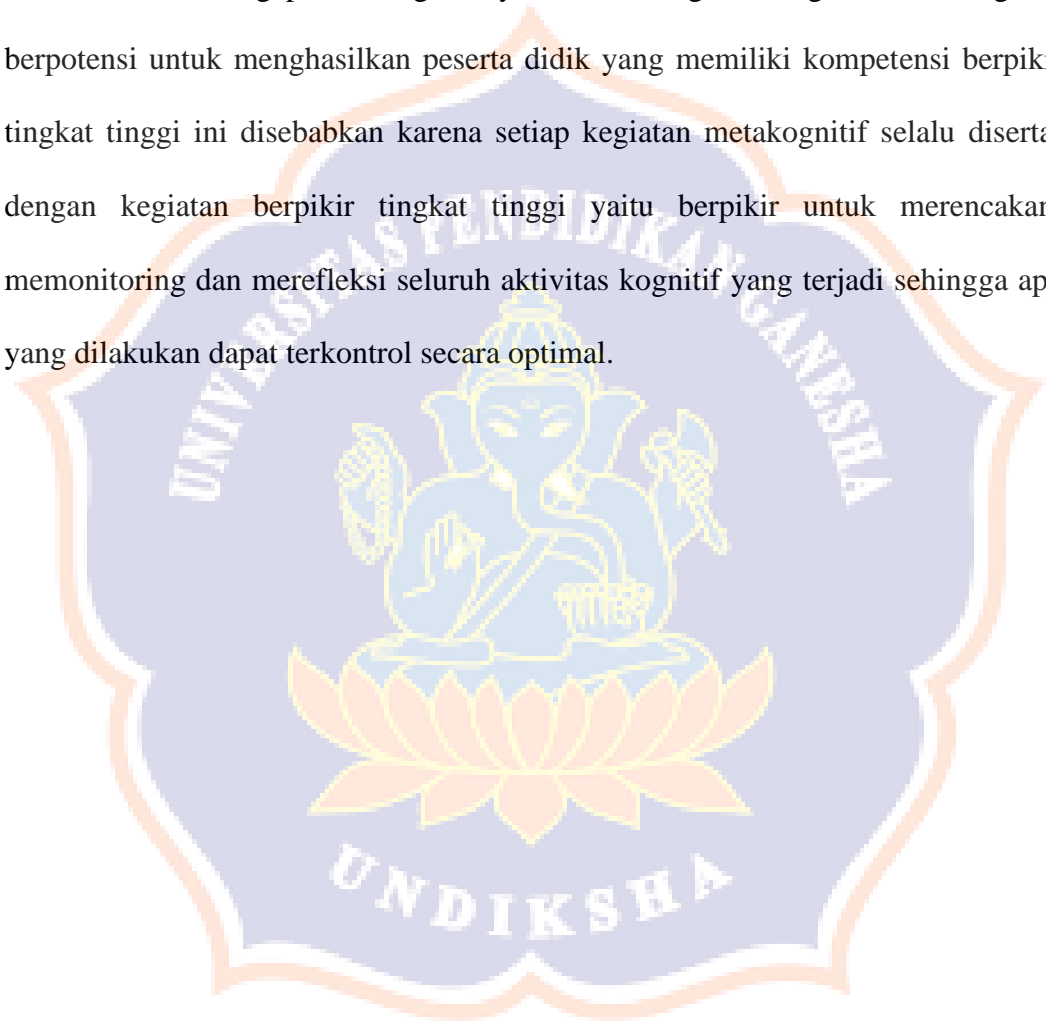 berpotensi untuk menghasilkan peserta didik yang memiliki kompetensi berpiki
tingkat tinggi ini disebabkan karena setiap kegiatan metakognitif selalu diserta
dengan kegiatan berpikir tingkat tinggi yaitu berpikir untuk merencakan
memonitoring dan merefleksi seluruh aktivitas kognitif yang terjadi sehingga ap
yang dilakukan dapat terkontrol secara optimal.
UNIVERSITAS PENDIDIKAN GANESHA
UNDIKSHA